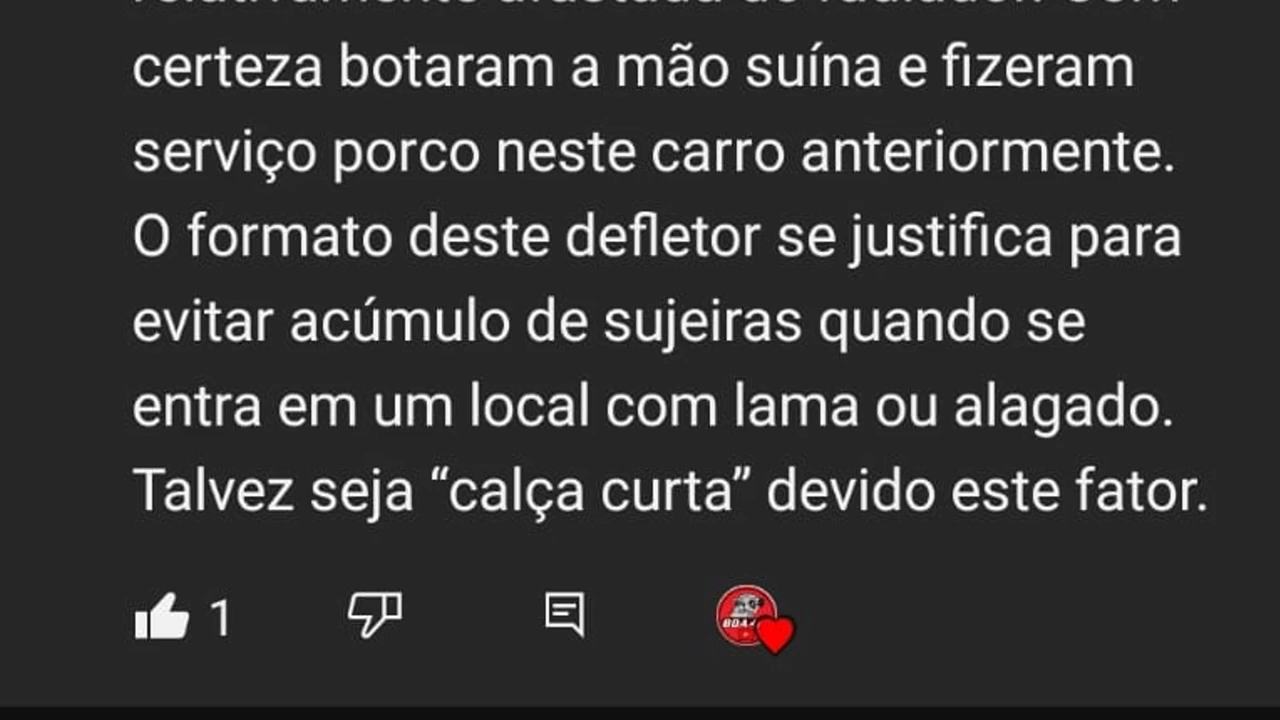 certeza botaram a mão suína e fizeram
serviço porco neste carro anteriormente.
O formato deste defletor se justifica para
evitar acúmulo de sujeiras quando se
entra em um local com lama ou alagado.
Talvez seja “calça curta” devido este fator.
1